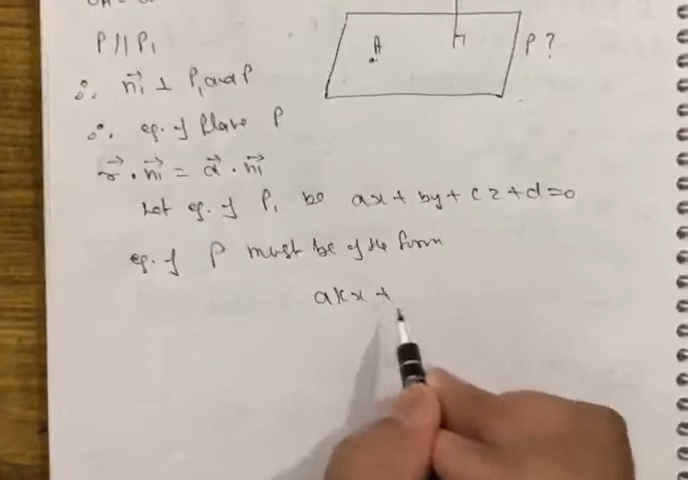 P || P₁
∴ n₁ ⊥ P₁ and P
∴ eq. of Plane P
r⃗ . n⃗₁ = a⃗ . n⃗₁
Let eq. of P₁ be ax + by + cz + d = 0
eq. of P must be of the form
akx +
A
P ?